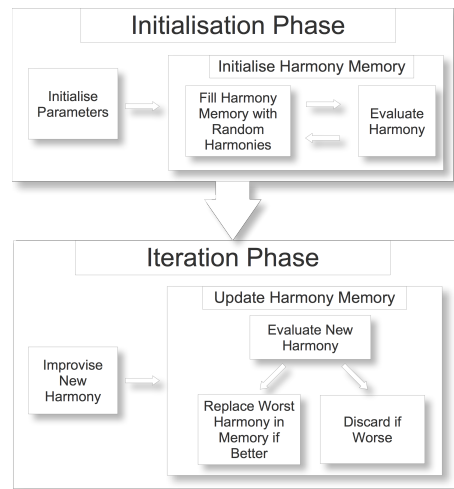 Initialisation Phase
Initialise Harmony Memory
Initialise
Parameters
Fill Harmony
Memory with
Random
Harmonies
Evaluate
Harmony
Iteration Phase
Update Harmony Memory
Evaluate New
Harmony
Improvise
New
Harmony
Replace Worst
Harmony in
Memory if
Better
Discard if
Worse